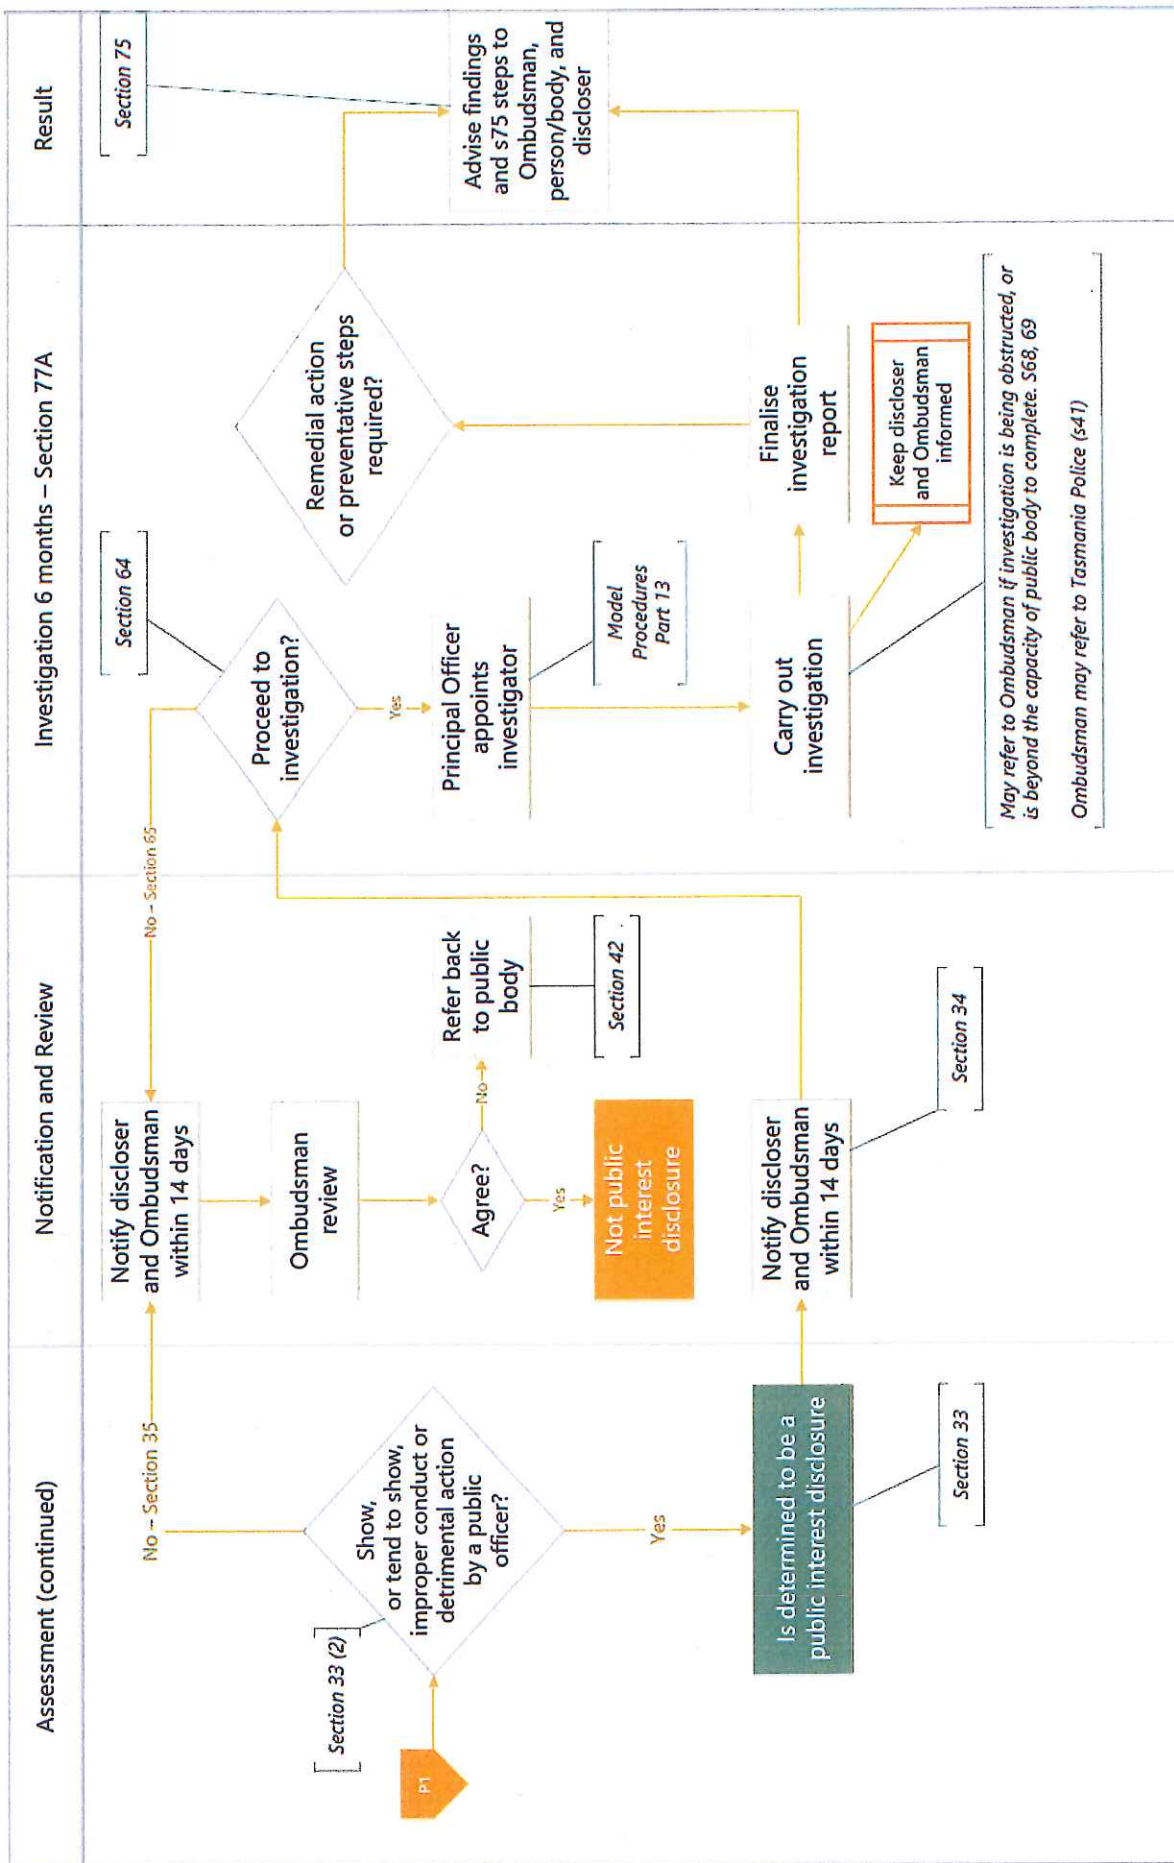 Assessment (continued)
Notification and Review
Investigation 6 months – Section 77A
Result
P1
Section 33 (2)
Show,
or tend to show,
improper conduct or
detrimental action
by a public
officer?
No – Section 35
Yes
Is determined to be a
public interest disclosure
Section 33
Notify discloser
and Ombudsman
within 14 days
Ombudsman
review
Agree?
No
Refer back
to public
body
Section 42
Yes
Not public
interest
disclosure
Notify discloser
and Ombudsman
within 14 days
Section 34
No – Section 65
Section 64
Proceed to
investigation?
Yes
Principal Officer
appoints
investigator
Model
Procedures
Part 13
Carry out
investigation
Finalise
investigation
report
Keep discloser
and Ombudsman
informed
May refer to Ombudsman if investigation is being obstructed, or
is beyond the capacity of public body to complete. S68, 69
Ombudsman may refer to Tasmania Police (s41)
Remedial action
or preventative steps
required?
Section 75
Advise findings
and s75 steps to
Ombudsman,
person/body, and
discloser